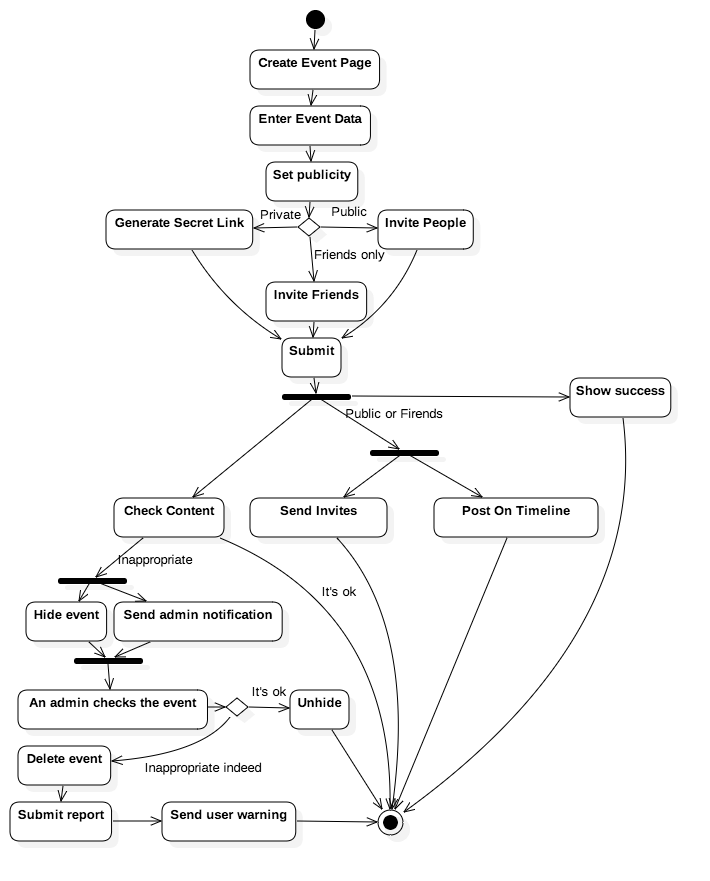 Create Event Page
Enter Event Data
Set publicity
Private
Public
Generate Secret Link
Invite People
Friends only
Invite Friends
Submit
Show success
Public or Firends
Check Content
Send Invites
Post On Timeline
Inappropriate
It's ok
Hide event
Send admin notification
An admin checks the event
It's ok
Unhide
Delete event
Inappropriate indeed
Submit report
Send user warning